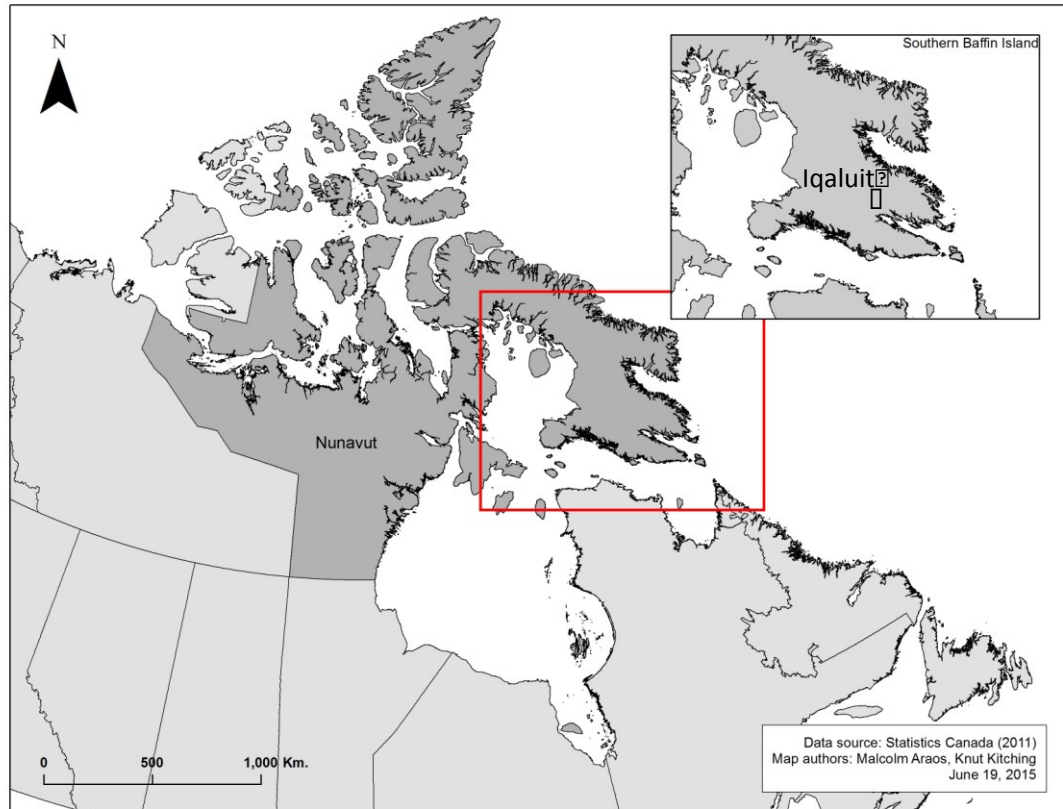 N
Southern Baffin Island
Iqaluit
Nunavut
0 500 1,000 Km.
Data source: Statistics Canada (2011)
Map authors: Malcolm Araos, Knut Kitching
June 19, 2015